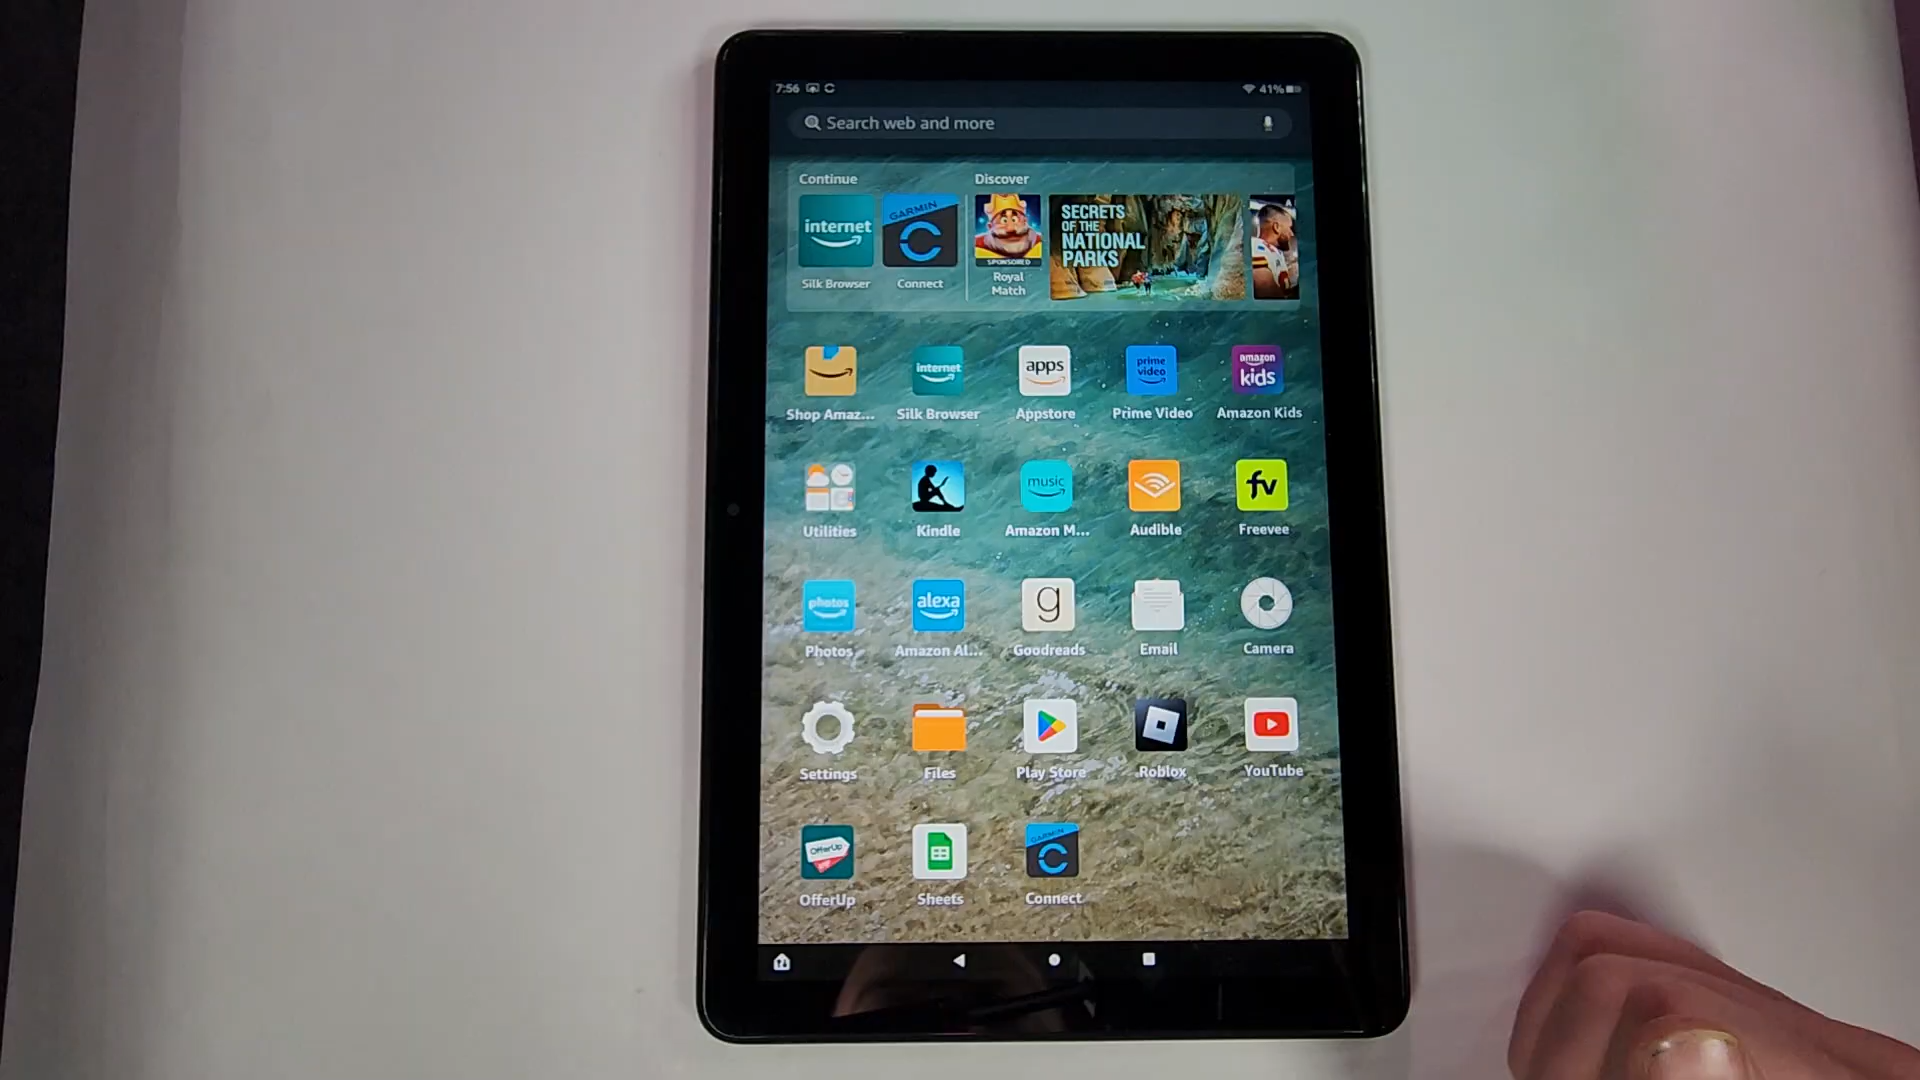 7:56 41%
Search web and more
Continue Discover
internet GARMIN SPONSORED SECRETS OF THE NATIONAL PARKS
Silk Browser Connect Royal Match
internet apps prime video amazon kids
Shop Amaz... Silk Browser Appstore Prime Video Amazon Kids
music fv
Utilities Kindle Amazon M... Audible Freevee
photos alexa g
Photos Amazon Al... Goodreads Email Camera
Settings Files Play Store Roblox YouTube
OfferUp GARMIN
OfferUp Sheets Connect